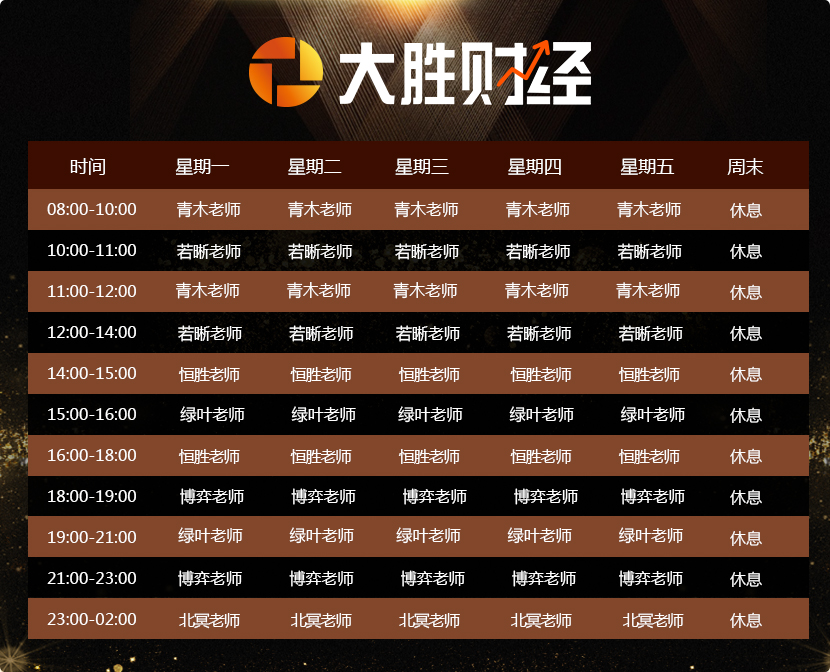 大胜财经
时间 星期一 星期二 星期三 星期四 星期五 周末
08:00-10:00 青木老师 青木老师 青木老师 青木老师 青木老师 休息
10:00-11:00 若晰老师 若晰老师 若晰老师 若晰老师 若晰老师 休息
11:00-12:00 青木老师 青木老师 青木老师 青木老师 青木老师 休息
12:00-14:00 若晰老师 若晰老师 若晰老师 若晰老师 若晰老师 休息
14:00-15:00 恒胜老师 恒胜老师 恒胜老师 恒胜老师 恒胜老师 休息
15:00-16:00 绿叶老师 绿叶老师 绿叶老师 绿叶老师 绿叶老师 休息
16:00-18:00 恒胜老师 恒胜老师 恒胜老师 恒胜老师 恒胜老师 休息
18:00-19:00 博弈老师 博弈老师 博弈老师 博弈老师 博弈老师 休息
19:00-21:00 绿叶老师 绿叶老师 绿叶老师 绿叶老师 绿叶老师 休息
21:00-23:00 博弈老师 博弈老师 博弈老师 博弈老师 博弈老师 休息
23:00-02:00 北冥老师 北冥老师 北冥老师 北冥老师 北冥老师 休息